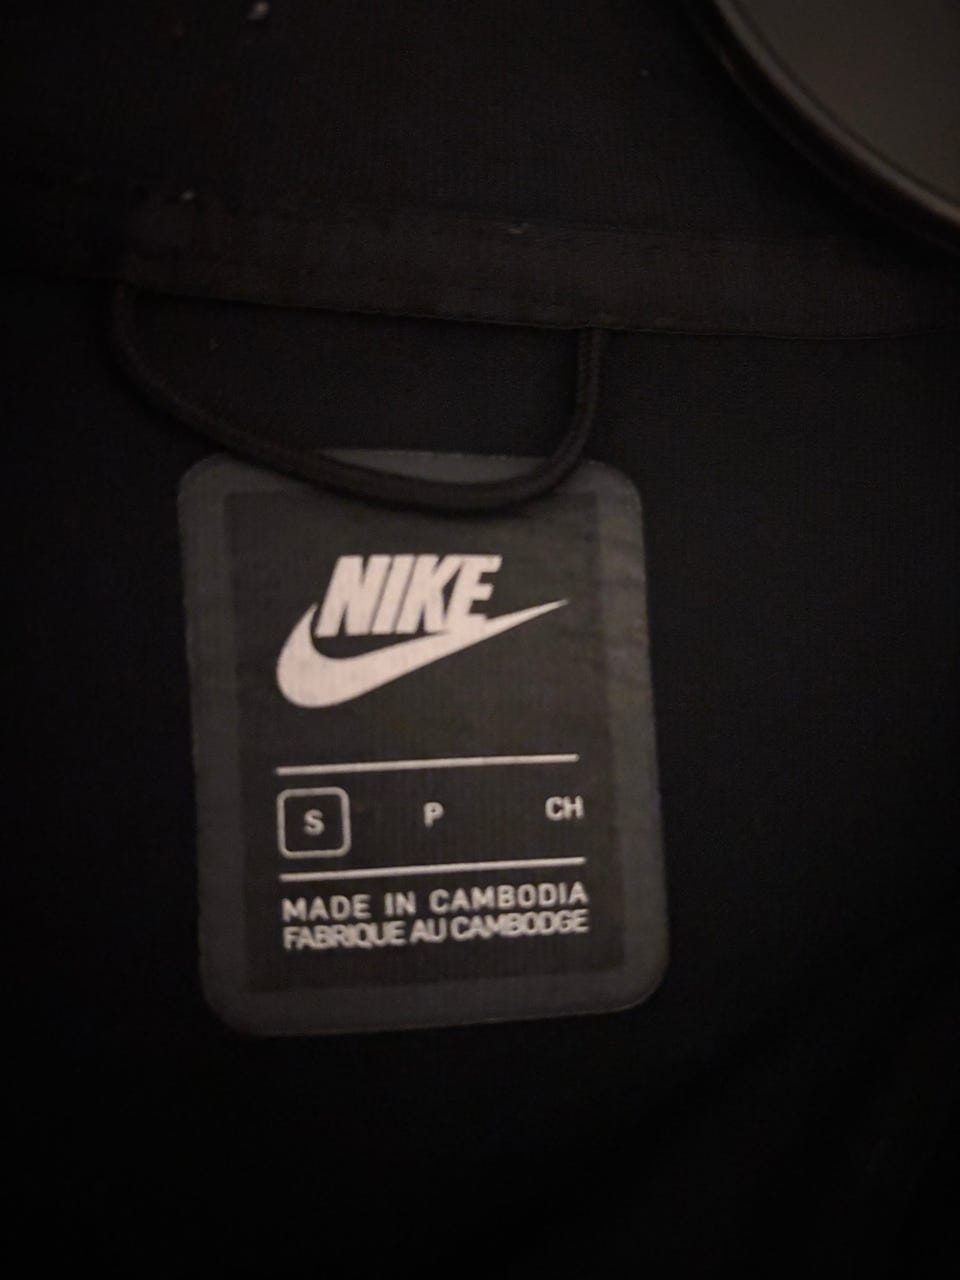 NIKE
S P CH
MADE IN CAMBODIA
FABRIQUE AU CAMBODGE